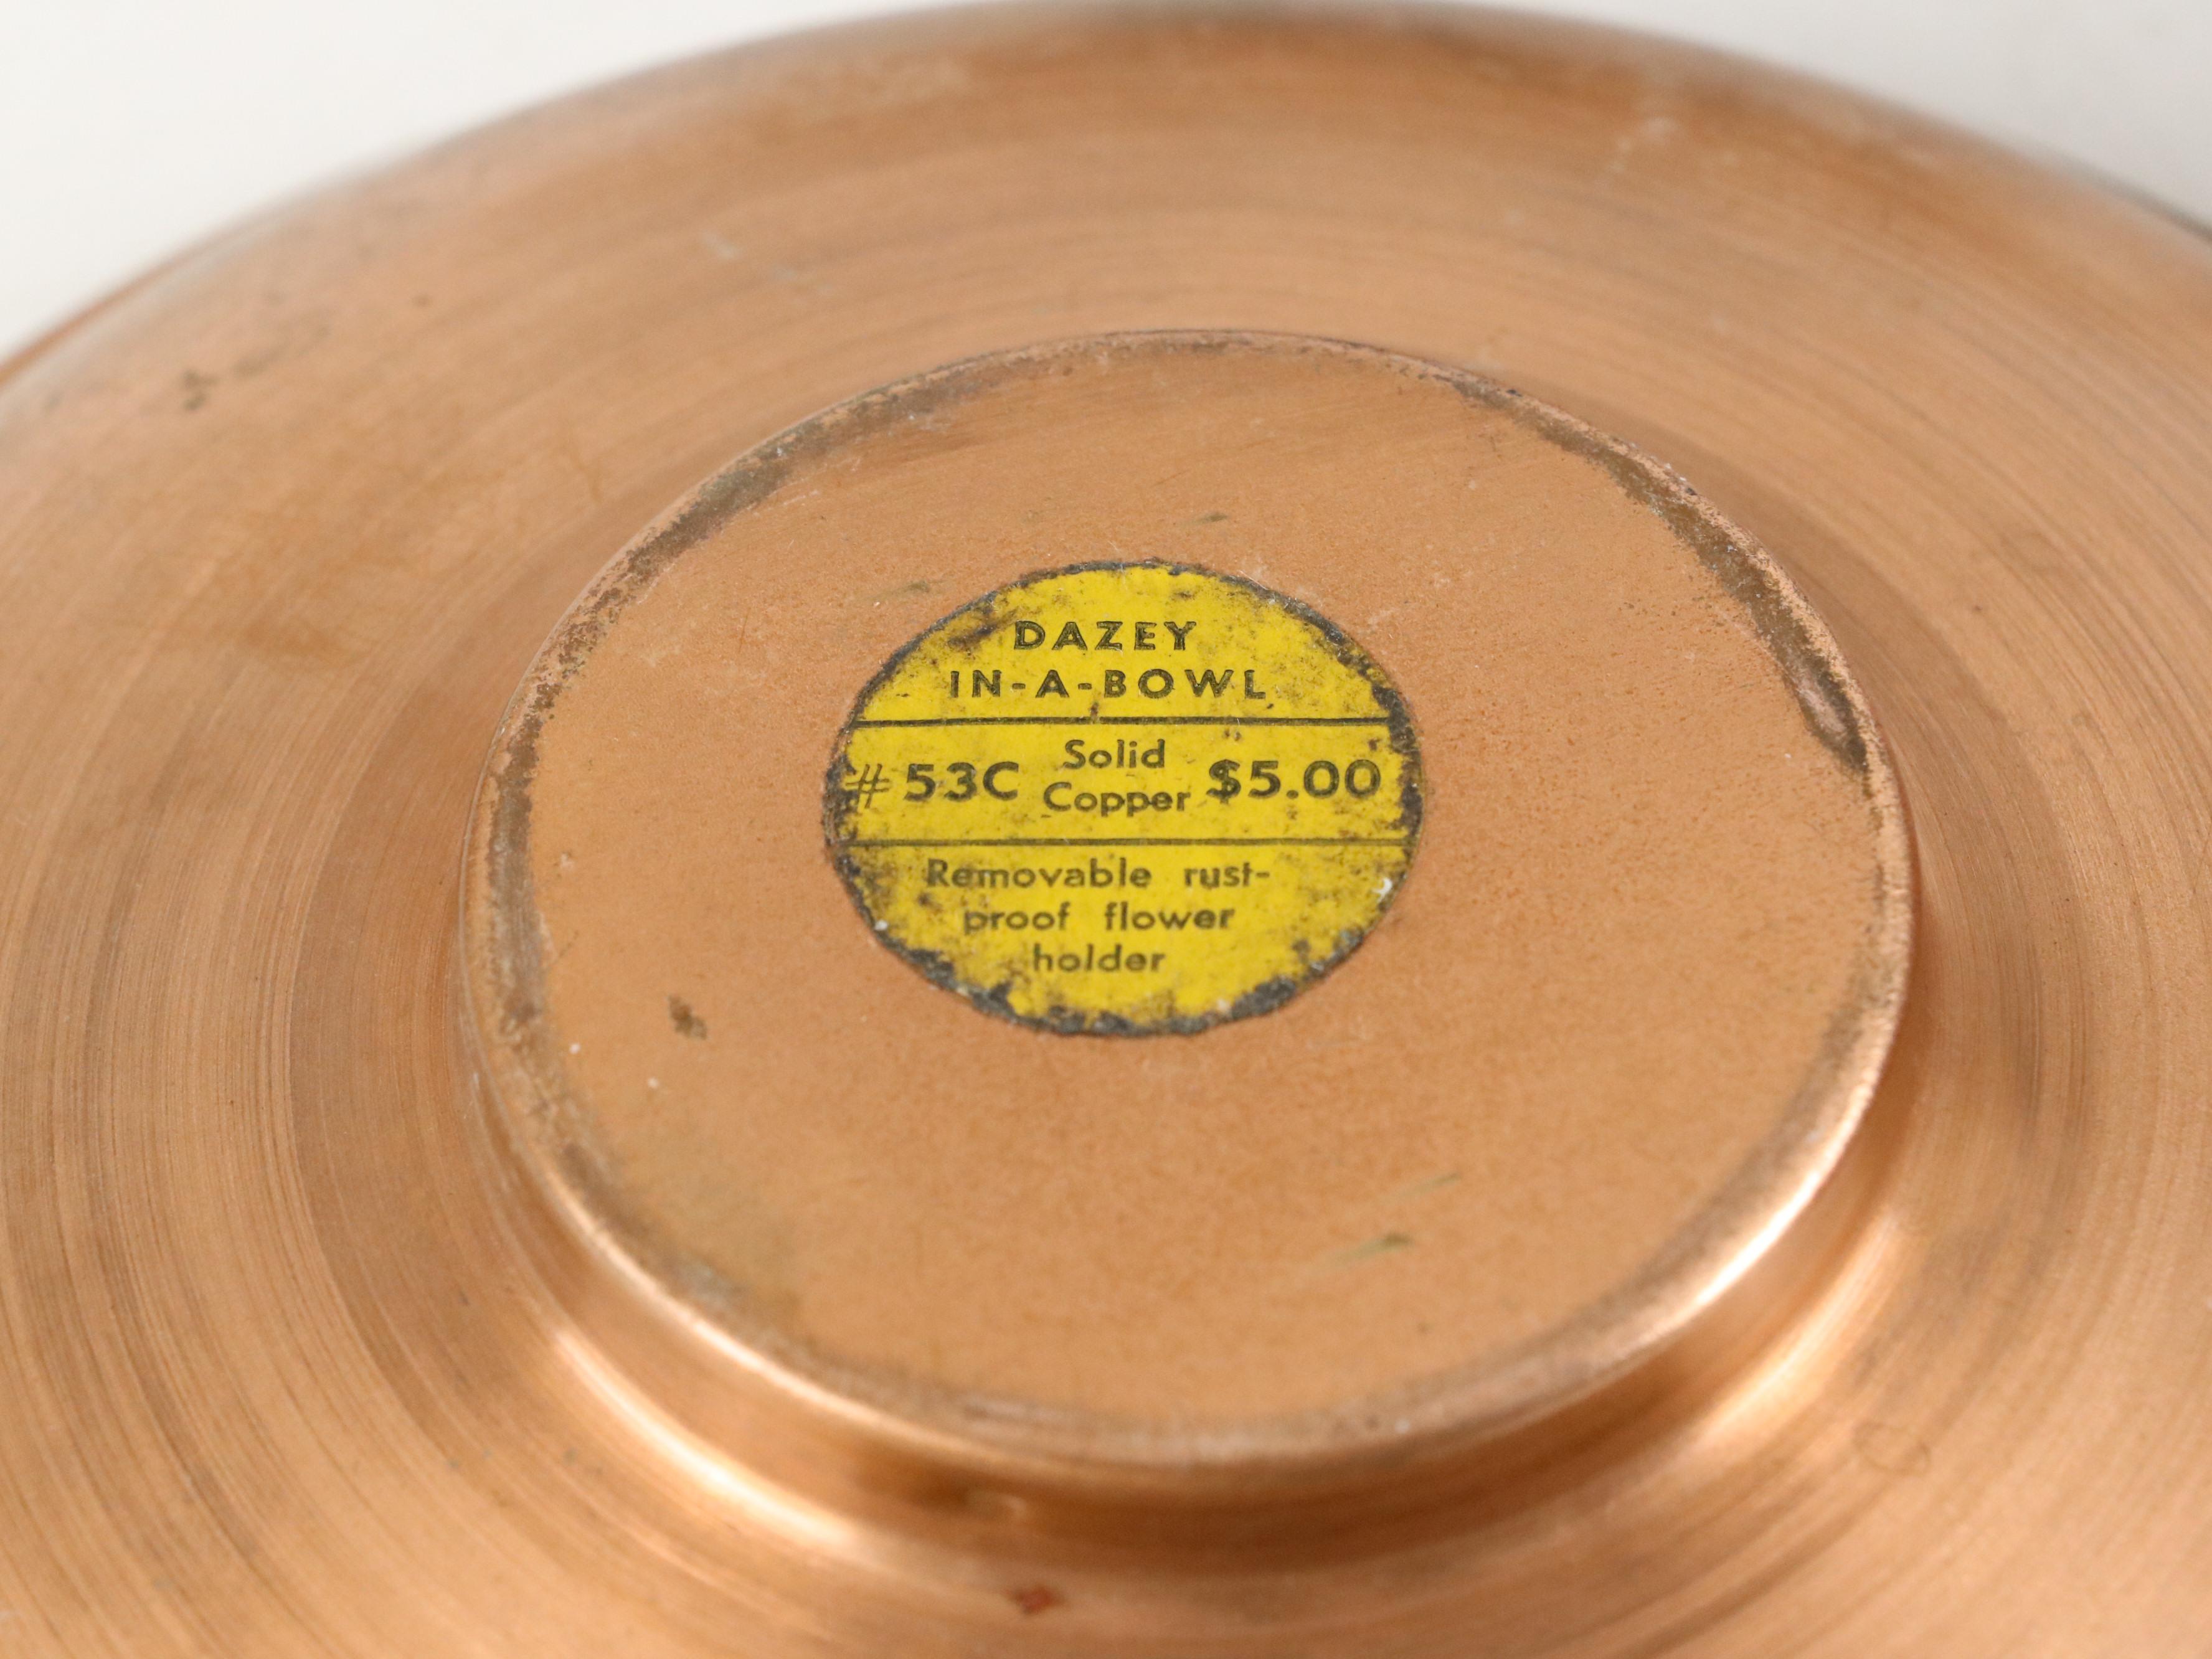 DAZEY
IN-A-BOWL
# 53C Solid Copper $5.00
Removable rust-
proof flower
holder